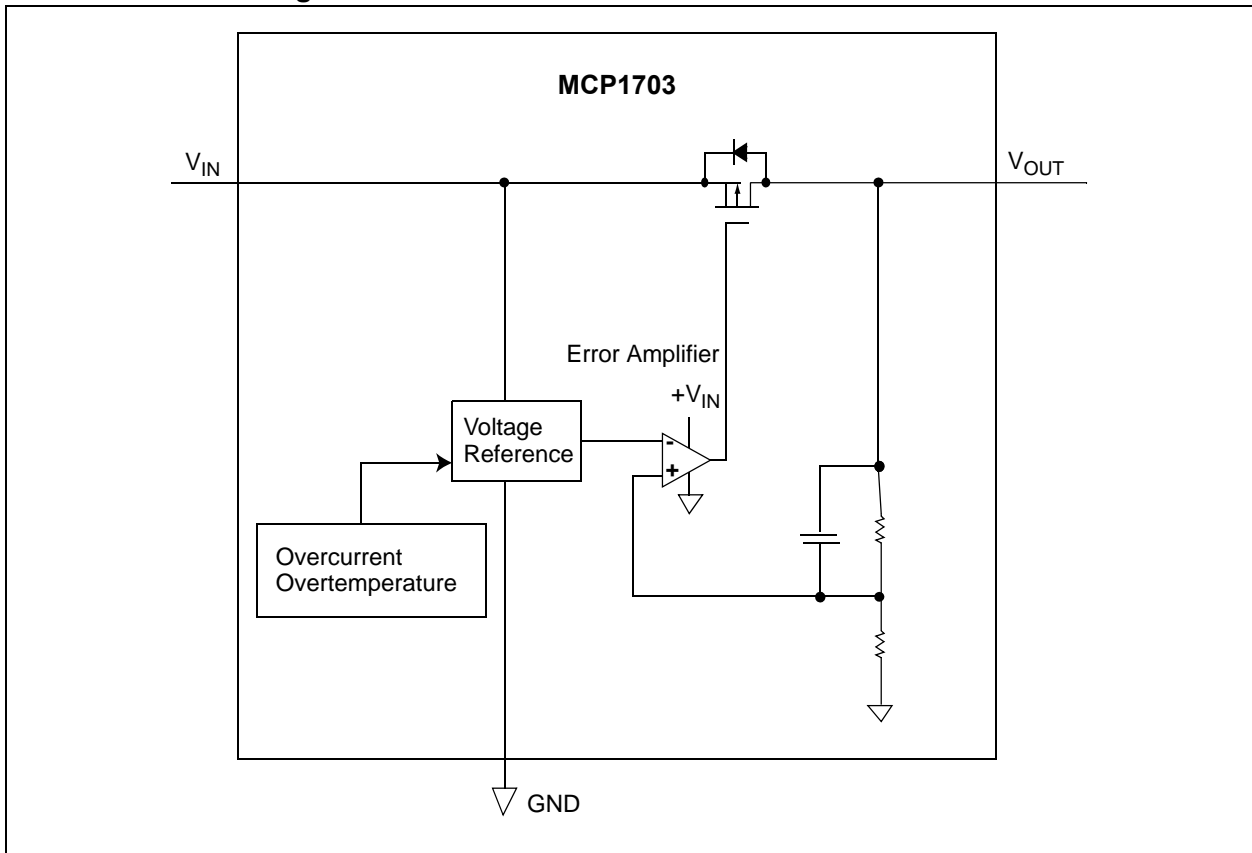 MCP1703
VIN
VOUT
Error Amplifier
+VIN
Voltage
Reference
-
+
Overcurrent
Overtemperature
GND